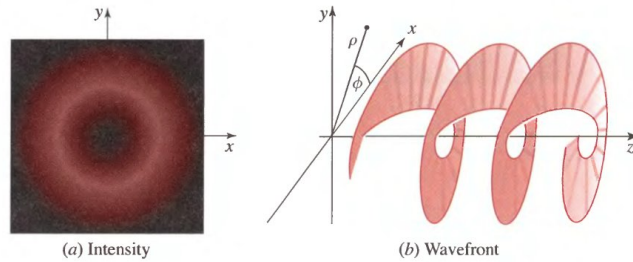 y
x
(a) Intensity
y
ρ
x
ϕ
z
(b) Wavefront